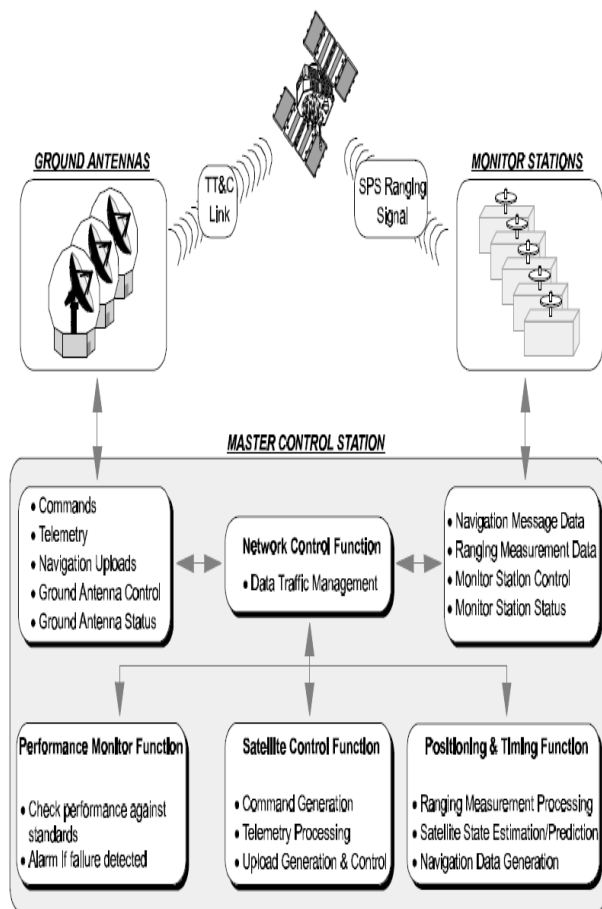 GROUND ANTENNAS
TT&C
Link
SPS Ranging
Signal
MONITOR STATIONS
MASTER CONTROL STATION
• Commands
• Telemetry
• Navigation Uploads
• Ground Antenna Control
• Ground Antenna Status
Network Control Function
• Data Traffic Management
• Navigation Message Data
• Ranging Measurement Data
• Monitor Station Control
• Monitor Station Status
Performance Monitor Function
• Check performance against
standards
• Alarm If failure detected
Satellite Control Function
• Command Generation
• Telemetry Processing
• Upload Generation & Control
Positioning & Timing Function
• Ranging Measurement Processing
• Satellite State Estimation/Prediction
• Navigation Data Generation